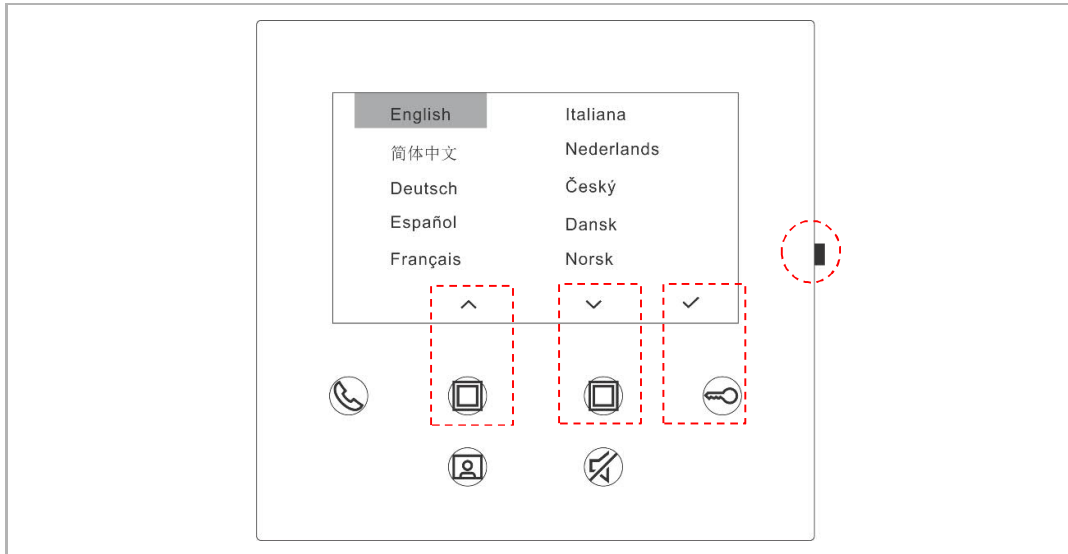 English
简体中文
Deutsch
Español
Français
Italiana
Nederlands
Český
Dansk
Norsk